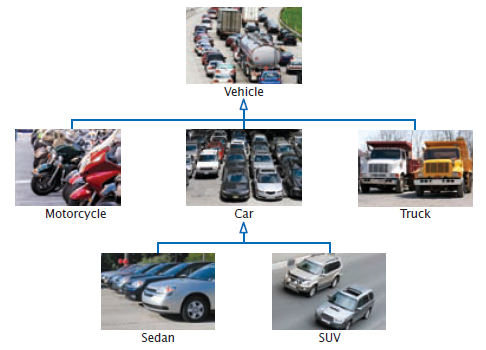 Vehicle
Motorcycle
Car
Truck
Sedan
SUV